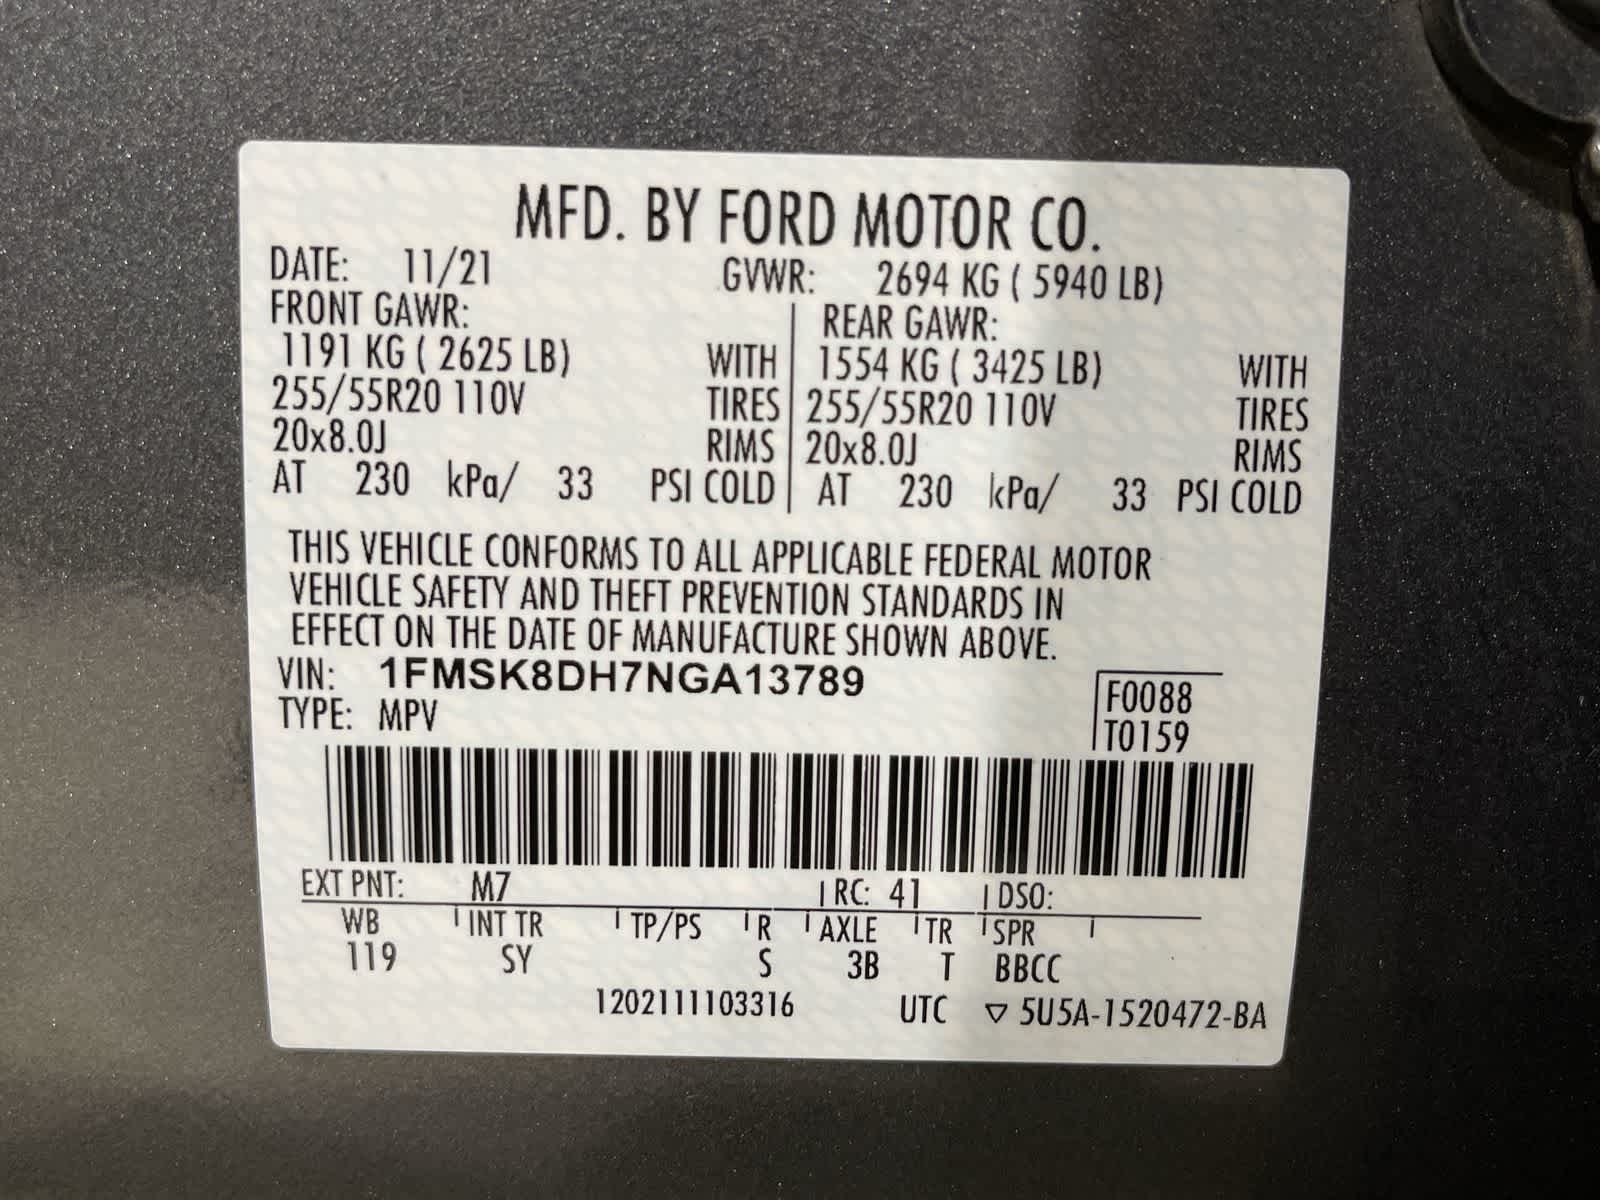 MFD. BY FORD MOTOR CO.
DATE: 11/21 GVWR: 2694 KG ( 5940 LB)
FRONT GAWR: REAR GAWR:
1191 KG ( 2625 LB) WITH 1554 KG ( 3425 LB) WITH
255/55R20 110V TIRES 255/55R20 110V TIRES
20x8.0J RIMS 20x8.0J RIMS
AT 230 kPa/ 33 PSI COLD AT 230 kPa/ 33 PSI COLD
THIS VEHICLE CONFORMS TO ALL APPLICABLE FEDERAL MOTOR
VEHICLE SAFETY AND THEFT PREVENTION STANDARDS IN
EFFECT ON THE DATE OF MANUFACTURE SHOWN ABOVE.
VIN: 1FMSK8DH7NGA13789
F0088
TYPE: MPV
T0159
EXT PNT: M7 RC: 41 DSO:
WB INT TR TP/PS R AXLE TR SPR
119 SY S 3B T BBCC
1202111103316 UTC ▽ 5U5A-1520472-BA